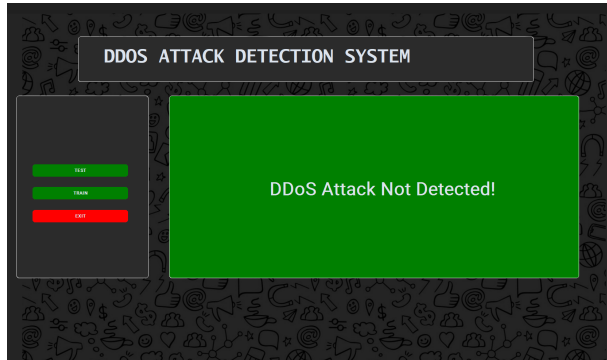 DDOS ATTACK DETECTION SYSTEM
TEST
TRAIN
EXIT
DDoS Attack Not Detected!